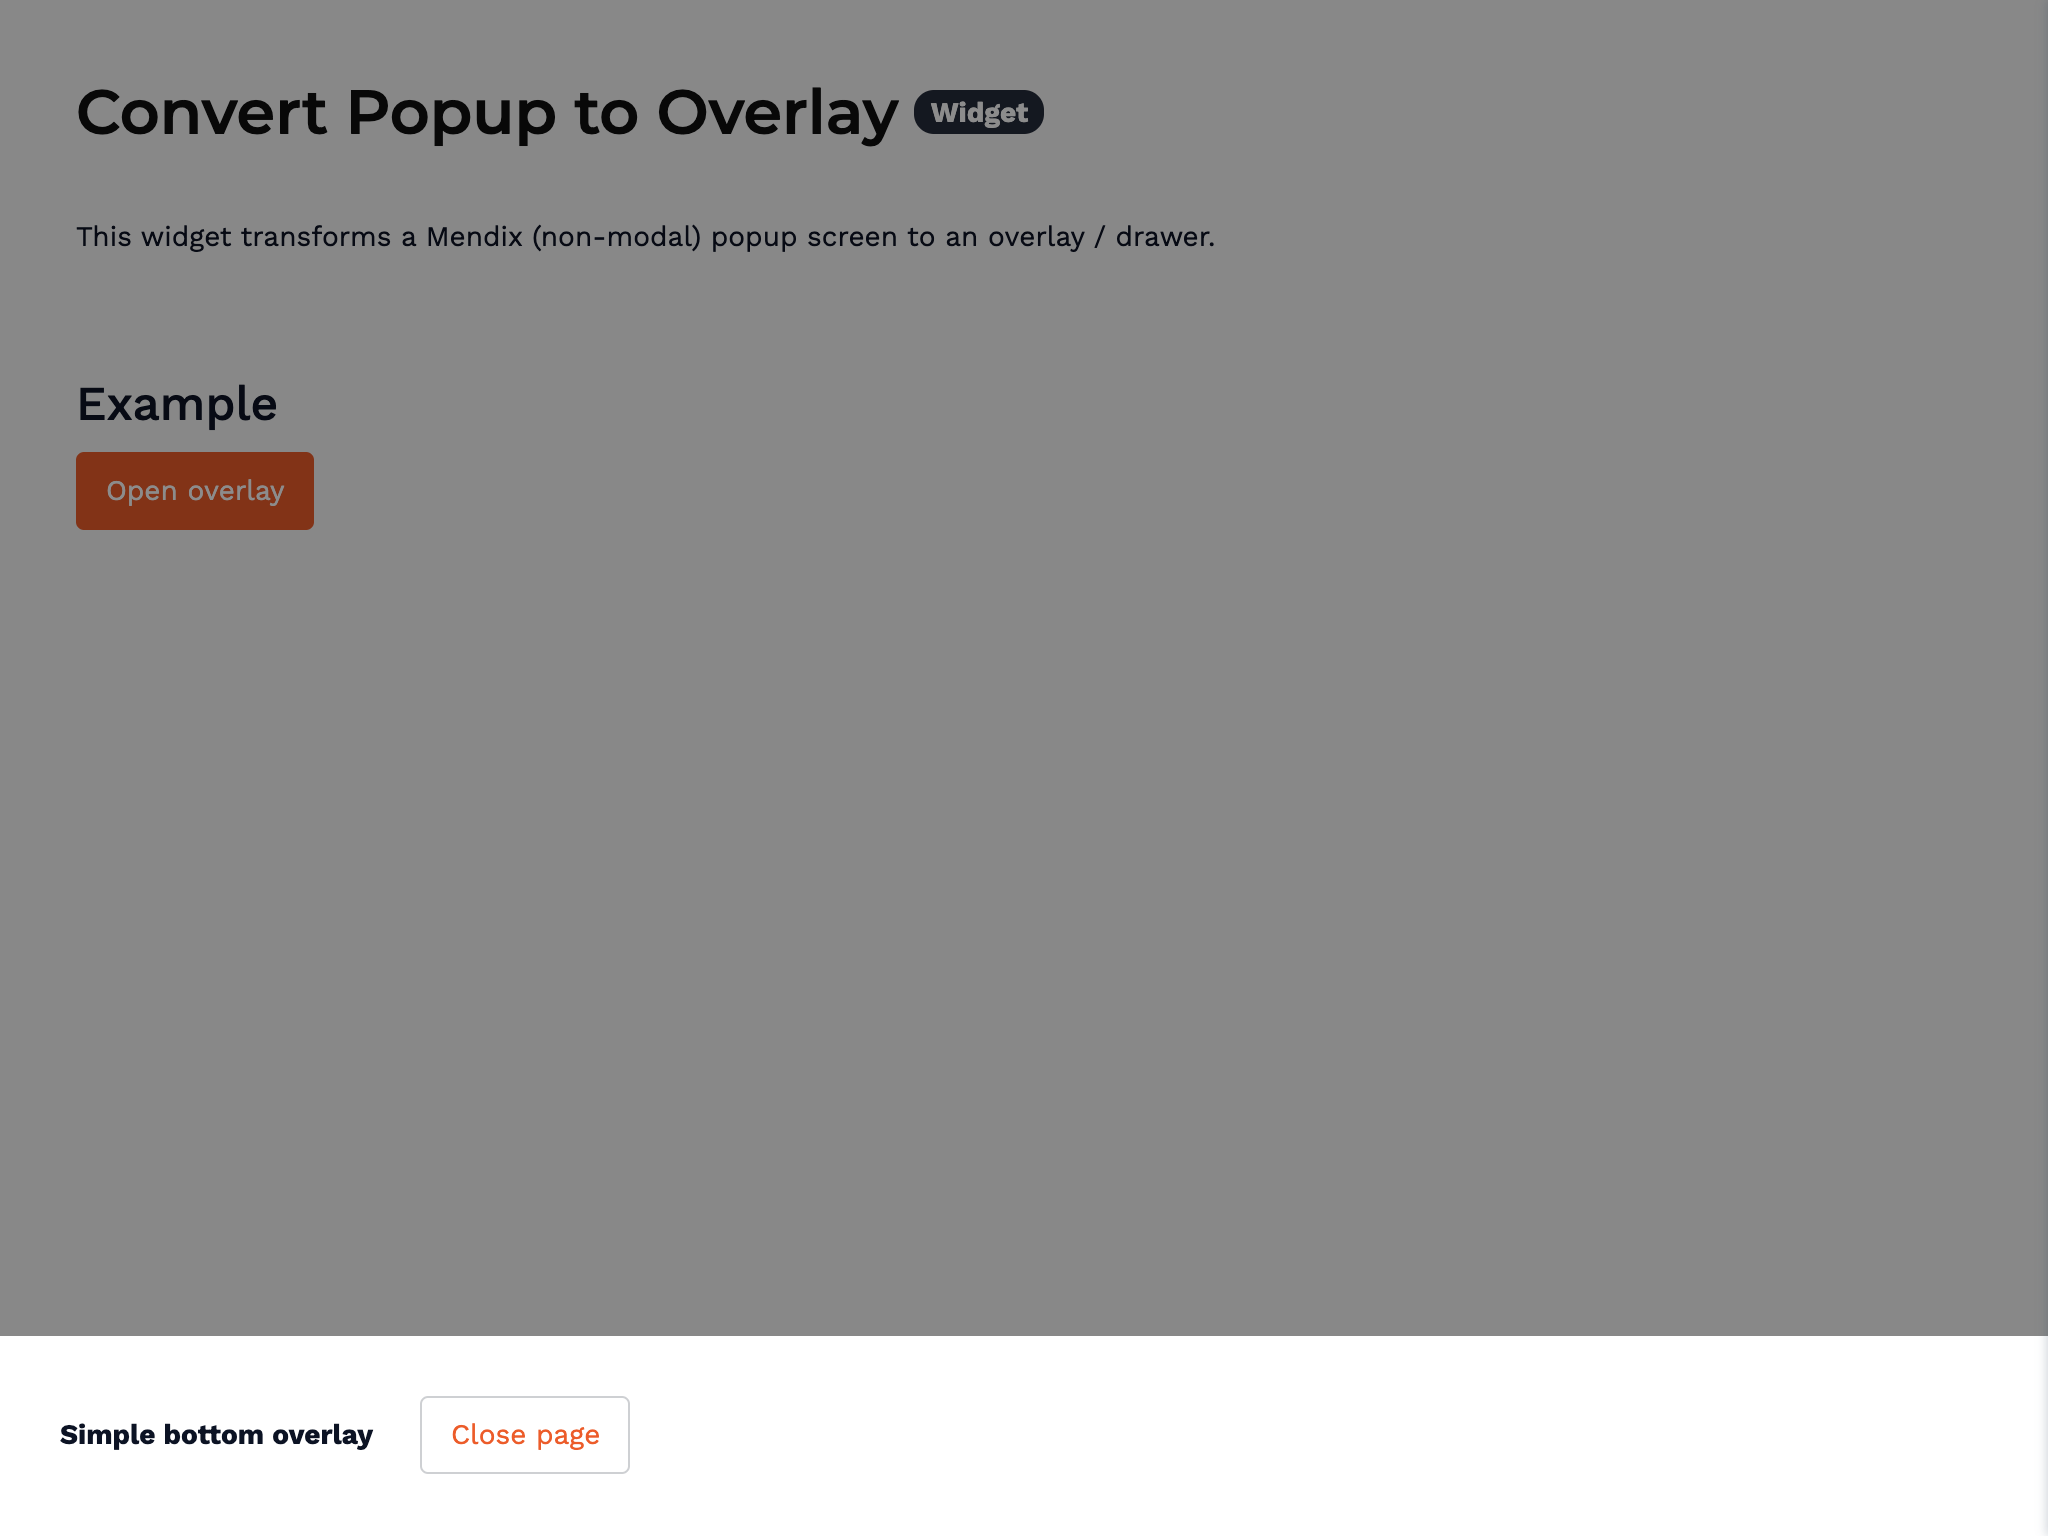 Convert Popup to Overlay Widget
This widget transforms a Mendix (non-modal) popup screen to an overlay / drawer.
Example
Open overlay
Simple bottom overlay Close page